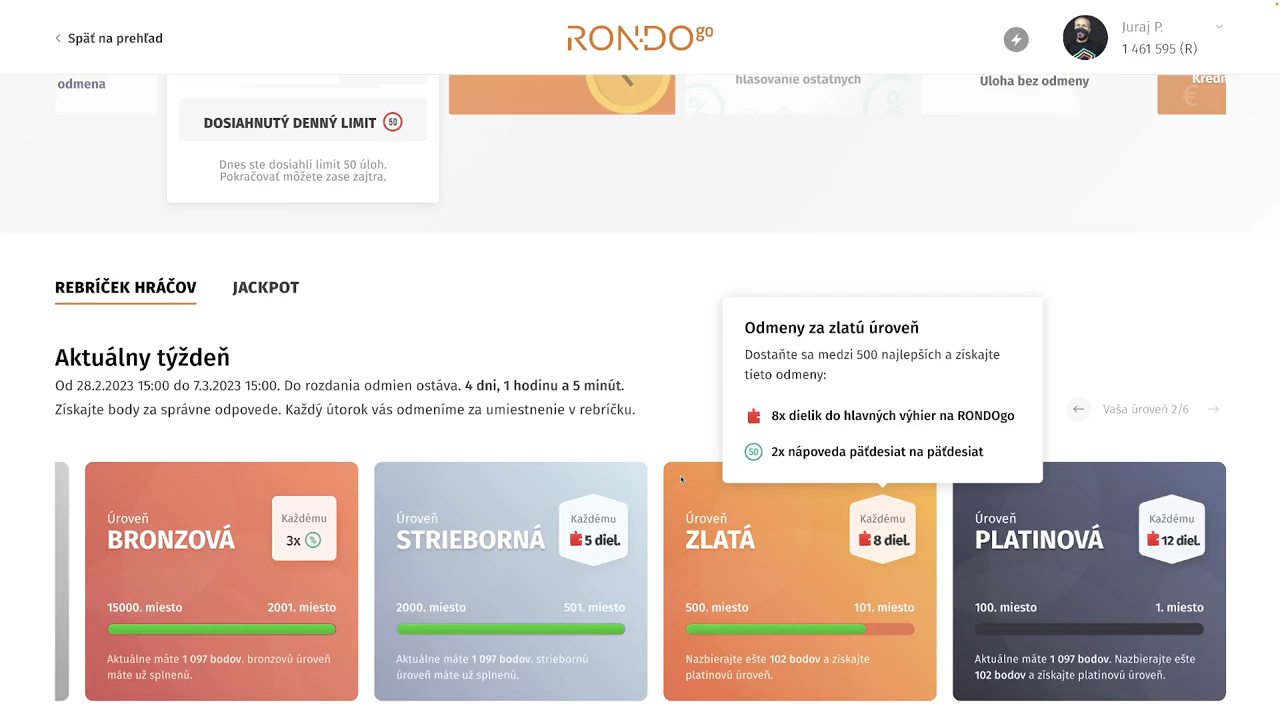 Späť na prehľad
RONDOgo
Juraj P.
1 461 595 (R)
odmena
hlasovanie ostatných
Úloha bez odmeny
Kredit
DOSIAHNUTÝ DENNÝ LIMIT 50
Dnes ste dosiahli limit 50 úloh.
Pokračovať môžete zase zajtra.
REBRÍČEK HRÁČOV
JACKPOT
Odmeny za zlatú úroveň
Dostaňte sa medzi 500 najlepších a získajte
tieto odmeny:
8x dielik do hlavných výhier na RONDOgo
50 2x nápoveda päťdesiat na päťdesiat
Aktuálny týždeň
Od 28.2.2023 15:00 do 7.3.2023 15:00. Do rozdania odmien ostáva. 4 dni, 1 hodinu a 5 minút.
Získajte body za správne odpovede. Každý útorok vás odmeníme za umiestnenie v rebríčku.
Vaša úroveň 2/6
Úroveň
BRONZOVÁ
Každému
3x %
15000. miesto
2001. miesto
Aktuálne máte 1 097 bodov. bronzovú úroveň
máte už splnenú.
Úroveň
STRIEBORNÁ
Každému
5 diel.
2000. miesto
501. miesto
Aktuálne máte 1 097 bodov. striebornú
úroveň máte už splnenú.
Úroveň
ZLATÁ
Každému
8 diel.
500. miesto
101. miesto
Nazbierajte ešte 102 bodov a získajte
platinovú úroveň.
Úroveň
PLATINOVÁ
Každému
12 diel.
100. miesto
1. miesto
Aktuálne máte 1 097 bodov. Nazbierajte ešte
102 bodov a získajte platinovú úroveň.